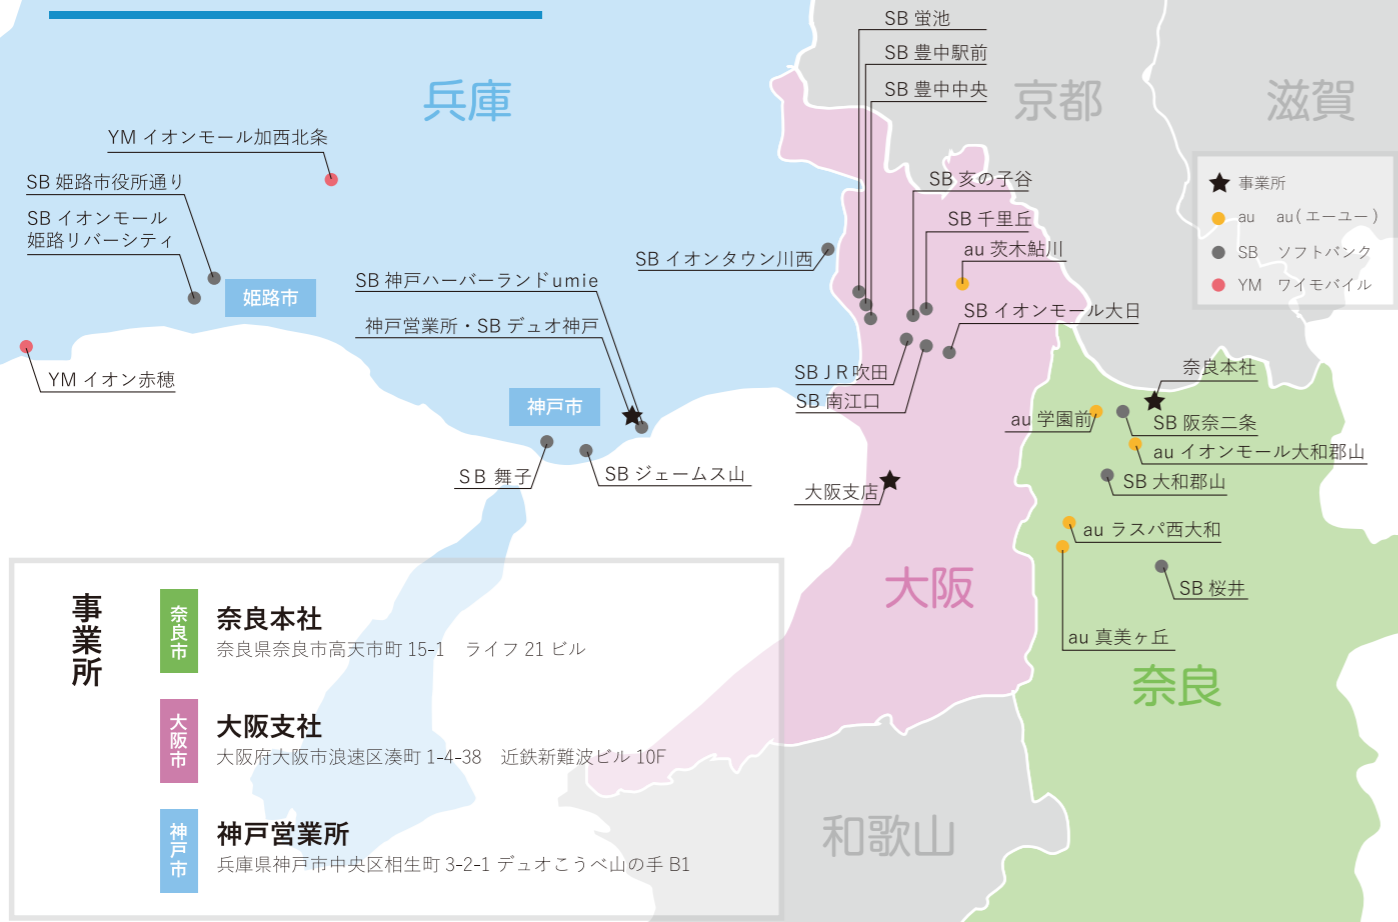 兵庫
京都
滋賀
SB 蛍池
SB 豊中駅前
SB 豊中中央
YM イオンモール加西北条
SB 姫路市役所通り
SB イオンモール
姫路リバーシティ
姫路市
YM イオン赤穂
SB 神戸ハーバーランドumie
神戸営業所・SB デュオ神戸
神戸市
SB 舞子
SB ジェームス山
SB イオンタウン川西
SB 亥の子谷
SB 千里丘
au 茨木鮎川
SB イオンモール大日
SB JR吹田
SB 南江口
大阪支店
大阪
事業所
au au(エーユー)
SB ソフトバンク
YM ワイモバイル
奈良本社
au 学園前
SB 阪奈二条
au イオンモール大和郡山
SB 大和郡山
au ラスパ西大和
SB 桜井
au 真美ヶ丘
奈良
和歌山
事業所
奈良市
奈良本社
奈良県奈良市高天市町 15-1 ライフ 21 ビル
大阪市
大阪支社
大阪府大阪市浪速区湊町 1-4-38 近鉄新難波ビル 10F
神戸市
神戸営業所
兵庫県神戸市中央区相生町 3-2-1 デュオこうべ山の手 B1